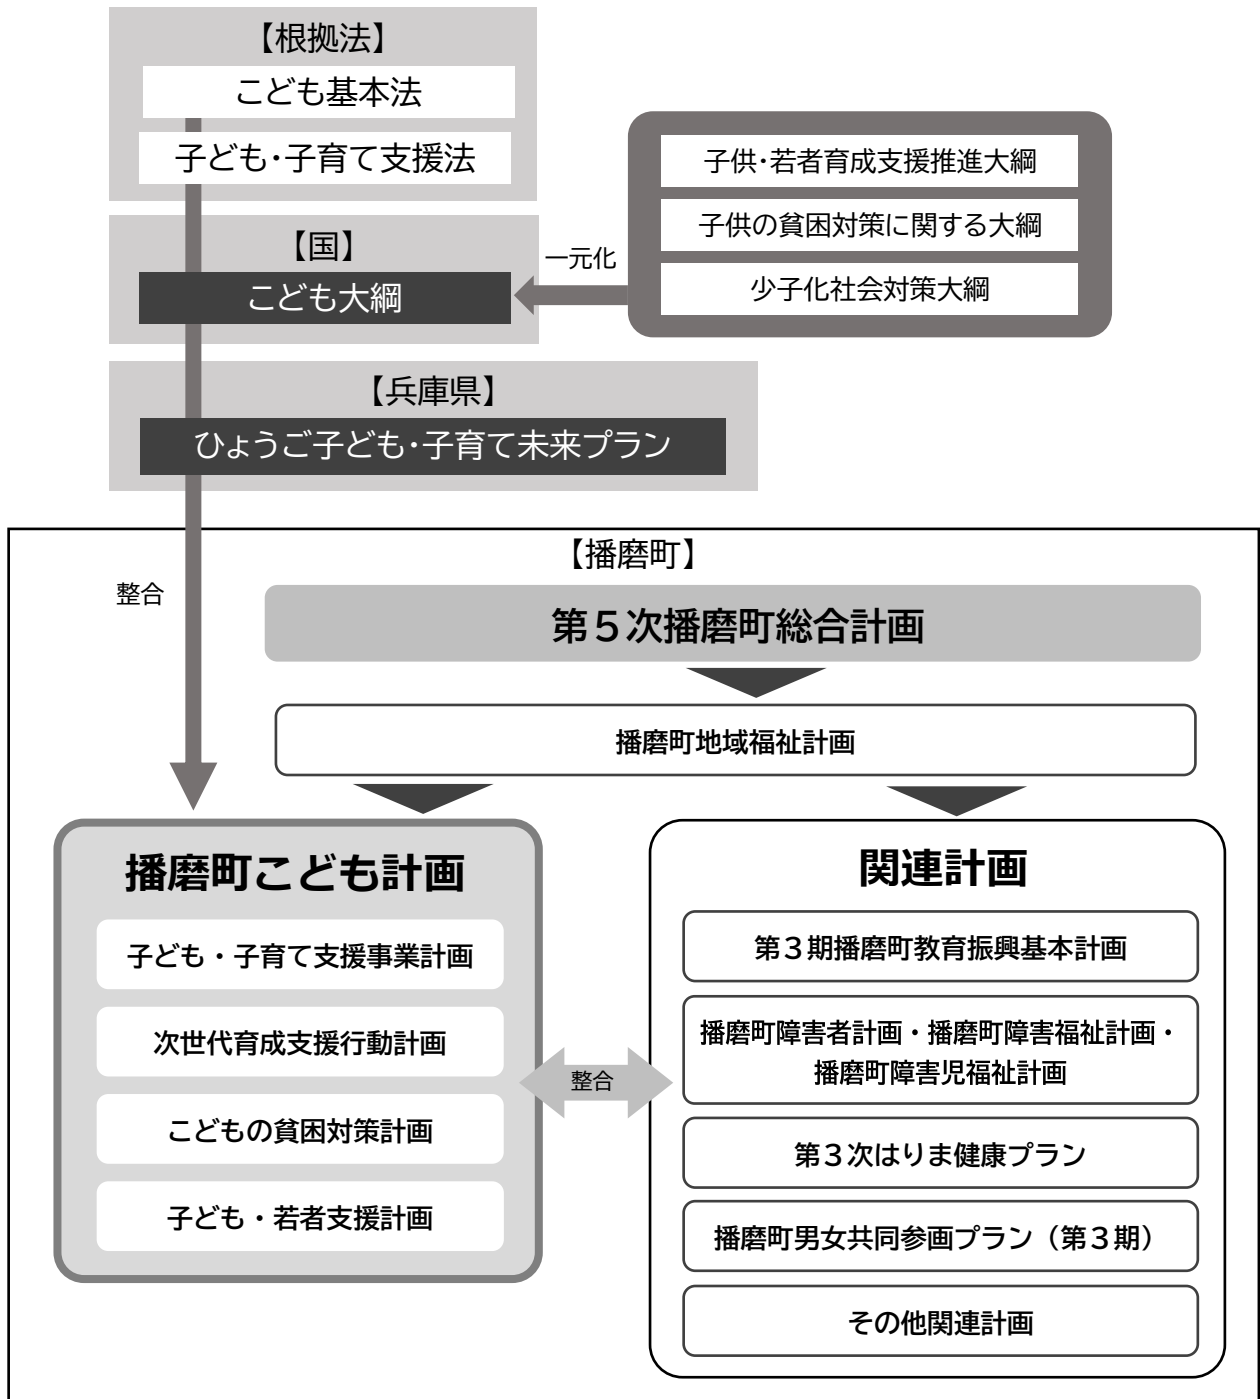 【根拠法】
こども基本法
子ども・子育て支援法
【国】
こども大綱
一元化
子供・若者育成支援推進大綱
子供の貧困対策に関する大綱
少子化社会対策大綱
【兵庫県】
ひょうご子ども・子育て未来プラン
【播磨町】
整合
第５次播磨町総合計画
播磨町地域福祉計画
播磨町こども計画
子ども・子育て支援事業計画
次世代育成支援行動計画
こどもの貧困対策計画
子ども・若者支援計画
整合
関連計画
第３期播磨町教育振興基本計画
播磨町障害者計画・播磨町障害福祉計画・
播磨町障害児福祉計画
第３次はりま健康プラン
播磨町男女共同参画プラン（第３期）
その他関連計画